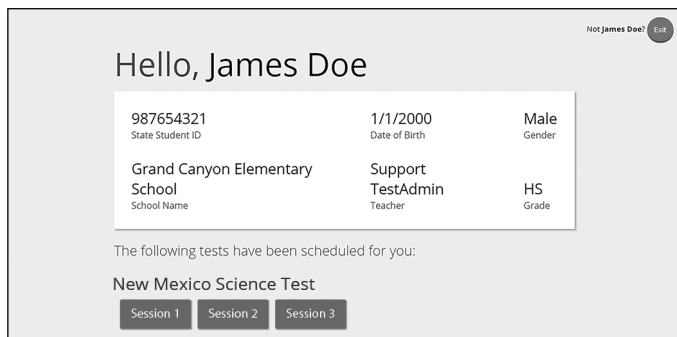 Not James Doe? Exit
Hello, James Doe
987654321 1/1/2000 Male
State Student ID Date of Birth Gender
Grand Canyon Elementary Support
School TestAdmin HS
School Name Teacher Grade
The following tests have been scheduled for you:
New Mexico Science Test
Session 1 Session 2 Session 3